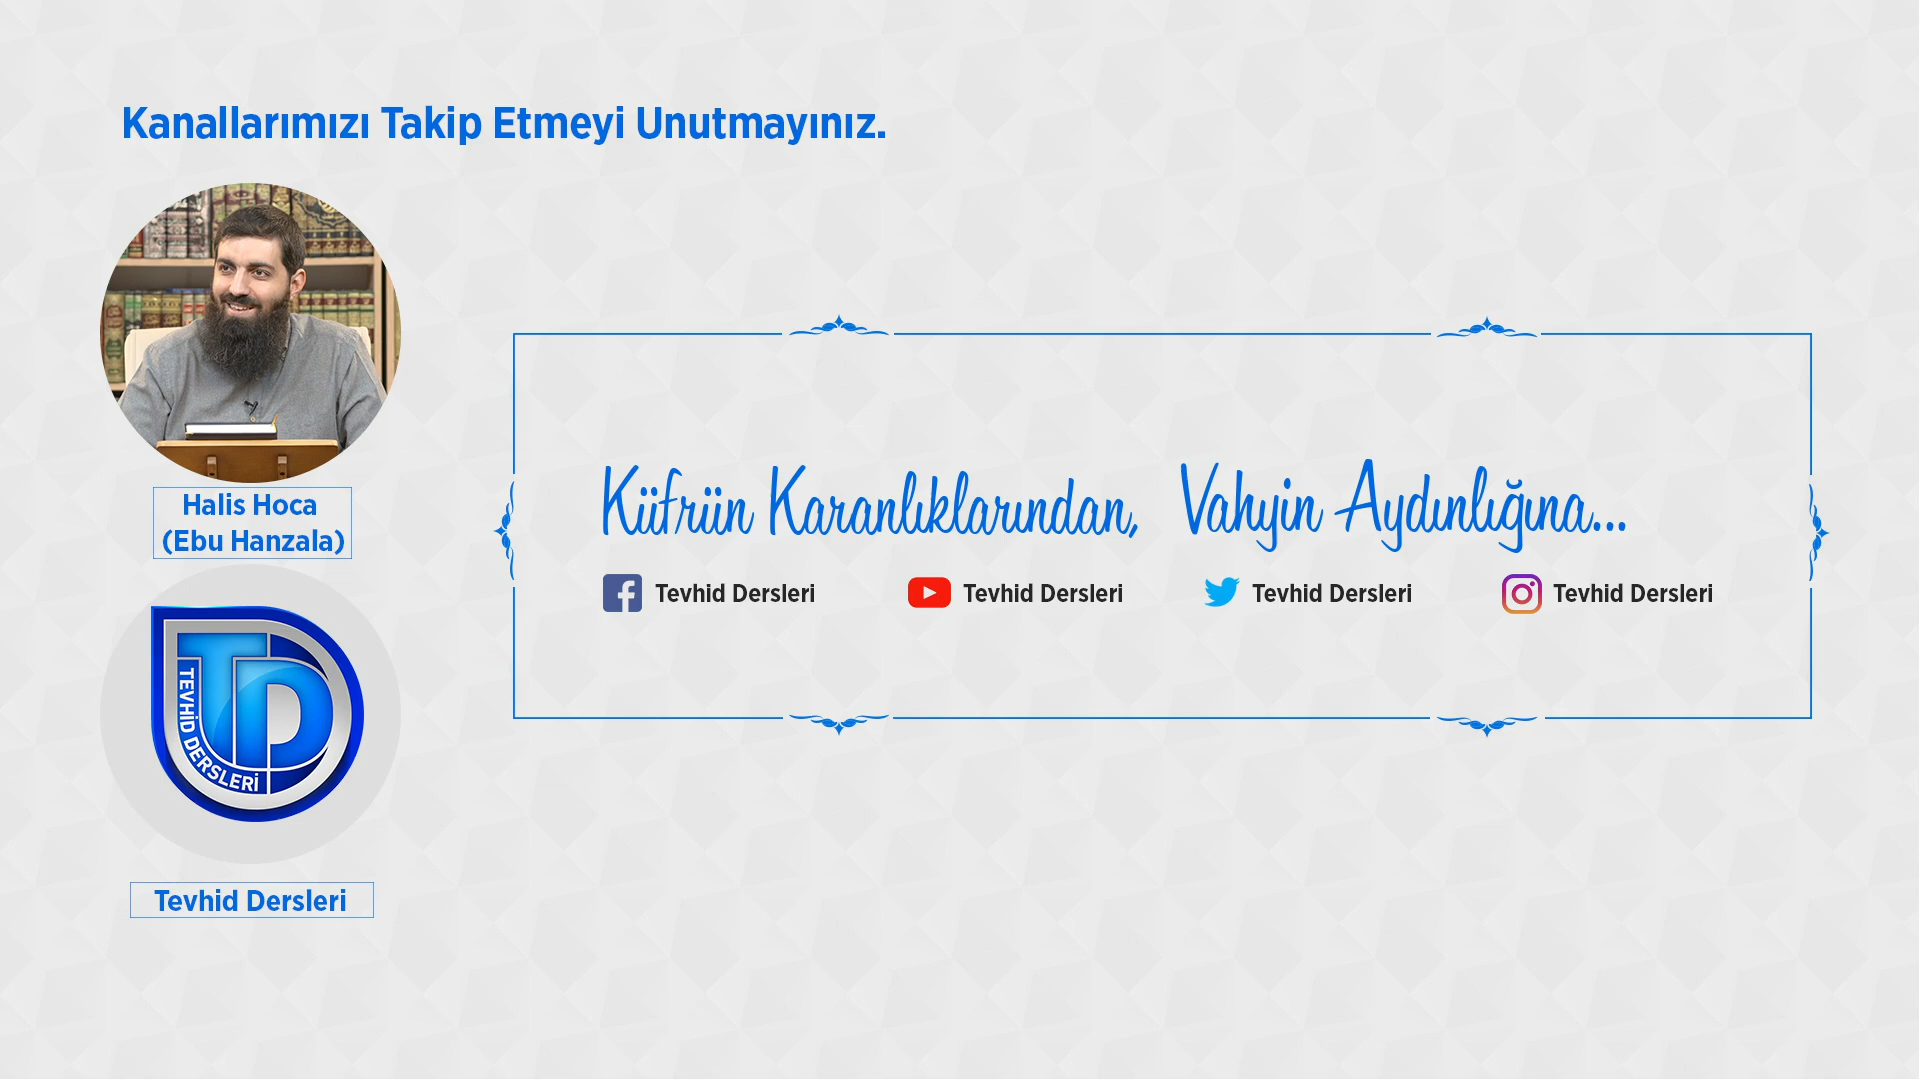 Kanallarımızı Takip Etmeyi Unutmayınız.
Halis Hoca
(Ebu Hanzala)
Küfrün Karanlıklarından, Vahyin Aydınlığına...
Tevhid Dersleri Tevhid Dersleri Tevhid Dersleri Tevhid Dersleri
TD
TEVHİD DERSLERİ
Tevhid Dersleri